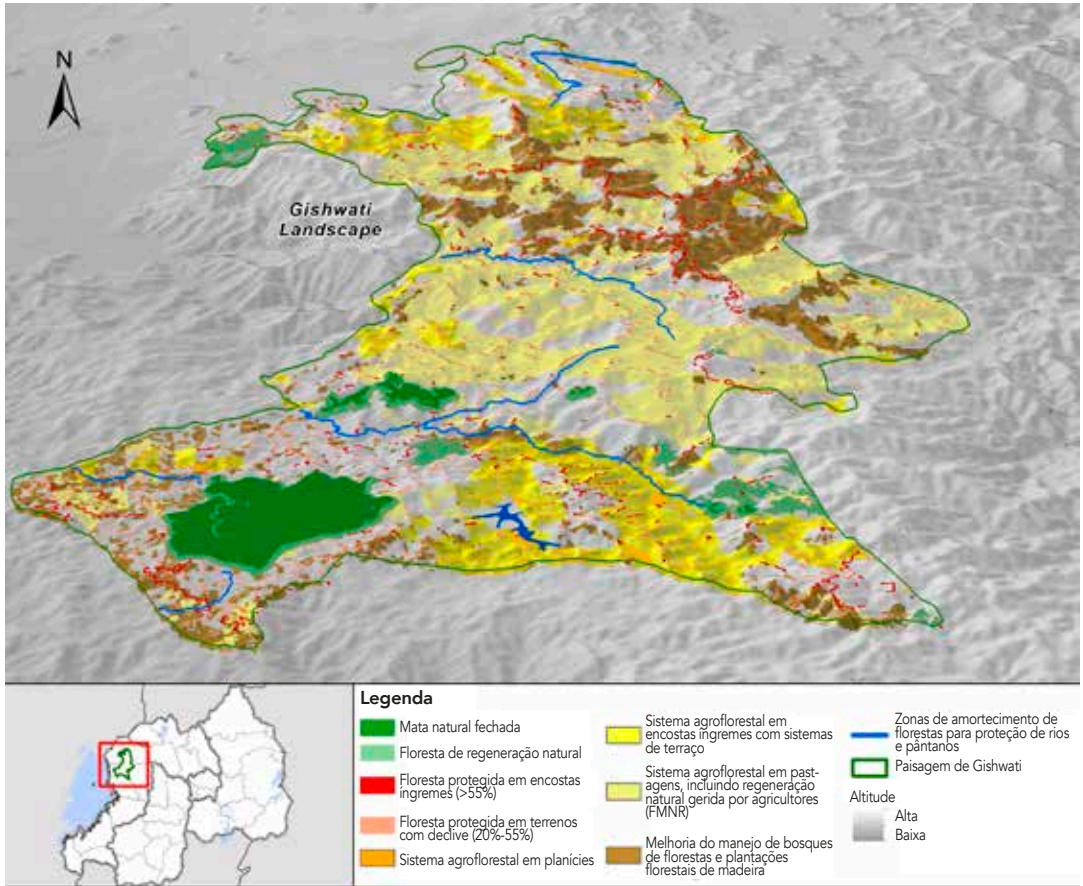 N
Gishwati
Landscape
Legenda
Mata natural fechada
Floresta de regeneração natural
Floresta protegida em encostas
ingremes (>55%)
Floresta protegida em terrenos
com declive (20%-55%)
Sistema agroflorestal em planícies
Sistema agroflorestal em
encostas ingremes com sistemas
de terraço
Sistema agroflorestal em past-
agens, incluindo regeneração
natural gerida por agricultores
(FMNR)
Melhoria do manejo de bosques
de florestas e plantações
florestais de madeira
Zonas de amortecimento de
florestas para proteção de rios
e pântanos
Paisagem de Gishwati
Altitude
Alta
Baixa